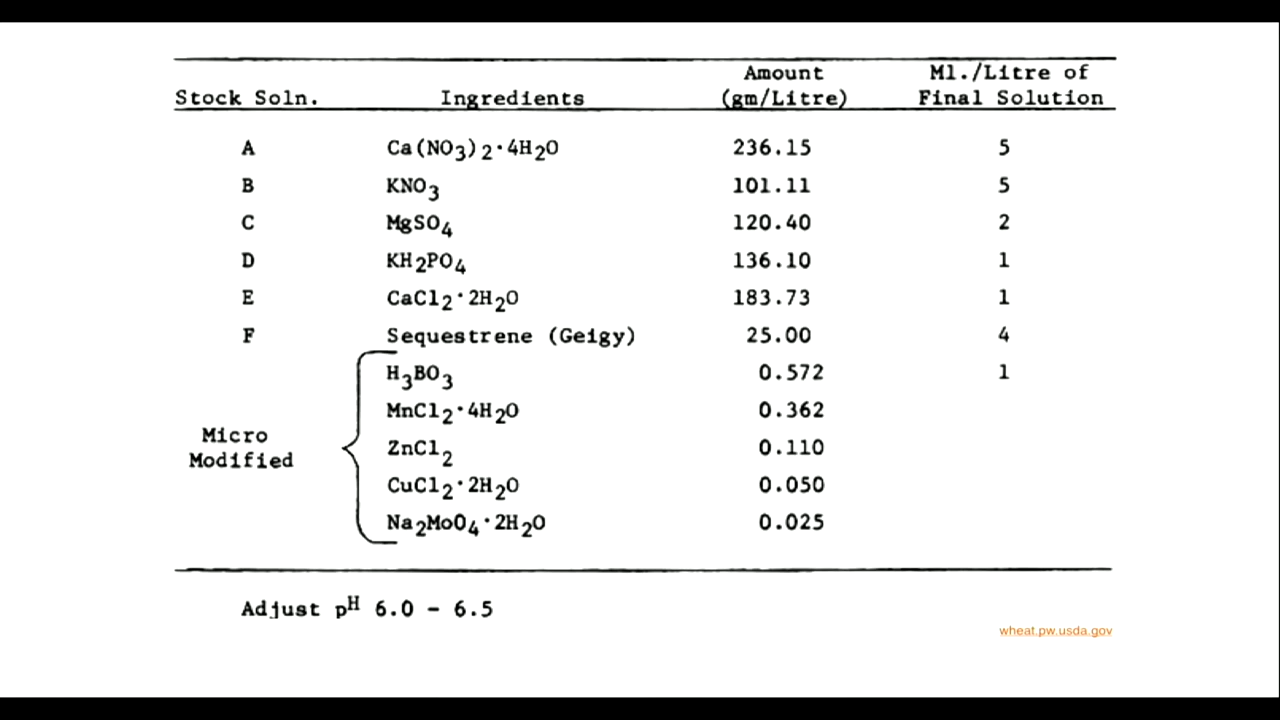 Stock Soln. Ingredients Amount (gm/Litre) Ml./Litre of Final Solution
A Ca(NO3)2·4H2O 236.15 5
B KNO3 101.11 5
C MgSO4 120.40 2
D KH2PO4 136.10 1
E CaCl2·2H2O 183.73 1
F Sequestrene (Geigy) 25.00 4
Micro Modified
H3BO3 0.572 1
MnCl2·4H2O 0.362
ZnCl2 0.110
CuCl2·2H2O 0.050
Na2MoO4·2H2O 0.025
Adjust pH 6.0 - 6.5
wheat.pw.usda.gov